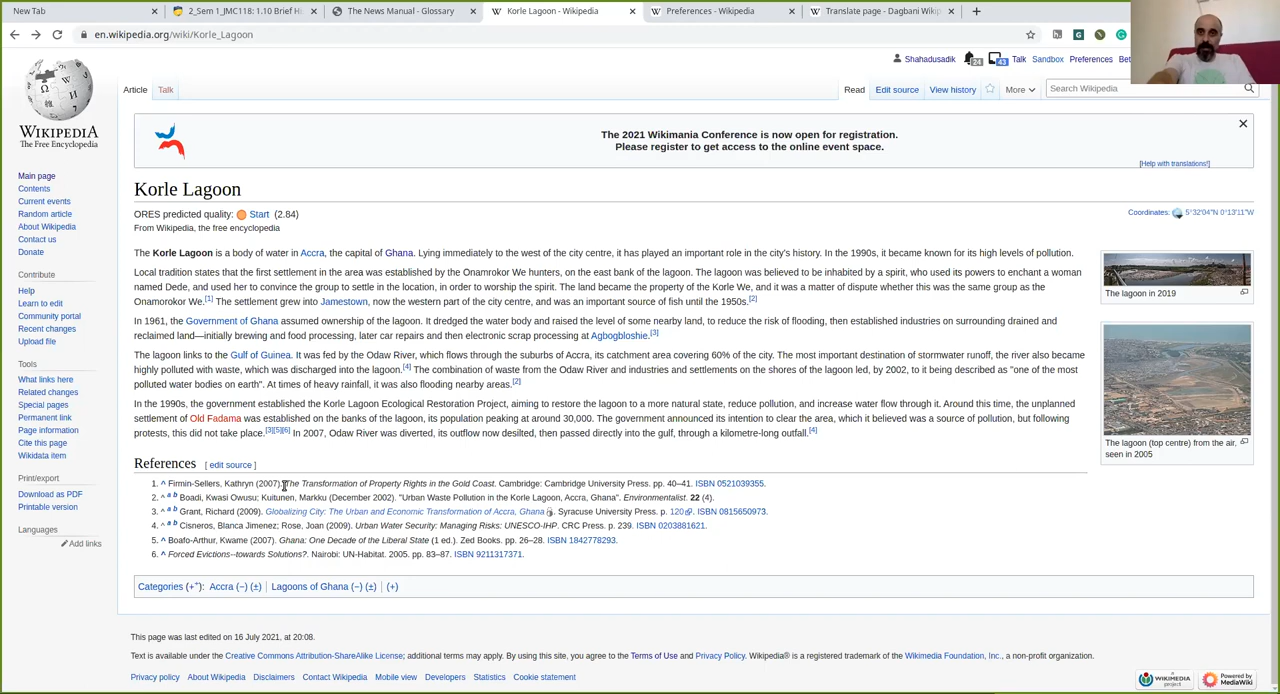 New Tab
2_Sem 1_JMC118: 1.10 Brief Hi
The News Manual - Glossary
Korle Lagoon - Wikipedia
Preferences - Wikipedia
Translate page - Dagbani Wikip
en.wikipedia.org/wiki/Korle_Lagoon
Shahadusadik 24 43 Talk Sandbox Preferences Bet
Article Talk Read Edit source View history More Search Wikipedia
WIKIPEDIA
The Free Encyclopedia
Main page
Contents
Current events
Random article
About Wikipedia
Contact us
Donate
Contribute
Help
Learn to edit
Community portal
Recent changes
Upload file
Tools
What links here
Related changes
Special pages
Permanent link
Page information
Cite this page
Wikidata item
Print/export
Download as PDF
Printable version
Languages
Add links
The 2021 Wikimania Conference is now open for registration.
Please register to get access to the online event space.
[Help with translations!]
Korle Lagoon
ORES predicted quality: Start (2.84)
Coordinates: 5°32′04″N 0°13′11″W
From Wikipedia, the free encyclopedia
The Korle Lagoon is a body of water in Accra, the capital of Ghana. Lying immediately to the west of the city centre, it has played an important role in the city's history. In the 1990s, it became known for its high levels of pollution.
Local tradition states that the first settlement in the area was established by the Onamrokor We hunters, on the east bank of the lagoon. The lagoon was believed to be inhabited by a spirit, who used its powers to enchant a woman
named Dede, and used her to convince the group to settle in the location, in order to worship the spirit. The land became the property of the Korle We, and it was a matter of dispute whether this was the same group as the
Onamorokor We.[1] The settlement grew into Jamestown, now the western part of the city centre, and was an important source of fish until the 1950s.[2]
In 1961, the Government of Ghana assumed ownership of the lagoon. It dredged the water body and raised the level of some nearby land, to reduce the risk of flooding, then established industries on surrounding drained and
reclaimed land—initially brewing and food processing, later car repairs and then electronic scrap processing at Agbogbloshie.[3]
The lagoon links to the Gulf of Guinea. It was fed by the Odaw River, which flows through the suburbs of Accra, its catchment area covering 60% of the city. The most important destination of stormwater runoff, the river also became
highly polluted with waste, which was discharged into the lagoon.[4] The combination of waste from the Odaw River and industries and settlements on the shores of the lagoon led, by 2002, to it being described as "one of the most
polluted water bodies on earth". At times of heavy rainfall, it was also flooding nearby areas.[2]
In the 1990s, the government established the Korle Lagoon Ecological Restoration Project, aiming to restore the lagoon to a more natural state, reduce pollution, and increase water flow through it. Around this time, the unplanned
settlement of Old Fadama was established on the banks of the lagoon, its population peaking at around 30,000. The government announced its intention to clear the area, which it believed was a source of pollution, but following
protests, this did not take place.[3][5][6] In 2007, Odaw River was diverted, its outflow now desilted, then passed directly into the gulf, through a kilometre-long outfall.[4]
The lagoon in 2019
The lagoon (top centre) from the air,
seen in 2005
References [ edit source ]
1. ^ Firmin-Sellers, Kathryn (2007). The Transformation of Property Rights in the Gold Coast. Cambridge: Cambridge University Press. pp. 40–41. ISBN 0521039355.
2. ^ a b Boadi, Kwasi Owusu; Kuitunen, Markku (December 2002). "Urban Waste Pollution in the Korle Lagoon, Accra, Ghana". Environmentalist. 22 (4).
3. ^ a b Grant, Richard (2009). Globalizing City: The Urban and Economic Transformation of Accra, Ghana. Syracuse University Press. p. 120. ISBN 0815650973.
4. ^ a b Cisneros, Blanca Jimenez; Rose, Joan (2009). Urban Water Security: Managing Risks: UNESCO-IHP. CRC Press. p. 239. ISBN 0203881621.
5. ^ Boafo-Arthur, Kwame (2007). Ghana: One Decade of the Liberal State (1 ed.). Zed Books. pp. 26–28. ISBN 1842778293.
6. ^ Forced Evictions--towards Solutions?. Nairobi: UN-Habitat. 2005. pp. 83–87. ISBN 9211317371.
Categories (++): Accra (−) (±) | Lagoons of Ghana (−) (±) | (+)
This page was last edited on 16 July 2021, at 20:08.
Text is available under the Creative Commons Attribution-ShareAlike License; additional terms may apply. By using this site, you agree to the Terms of Use and Privacy Policy. Wikipedia® is a registered trademark of the Wikimedia Foundation, Inc., a non-profit organization.
Privacy policy About Wikipedia Disclaimers Contact Wikipedia Mobile view Developers Statistics Cookie statement
WIKIMEDIA project
Powered by MediaWiki